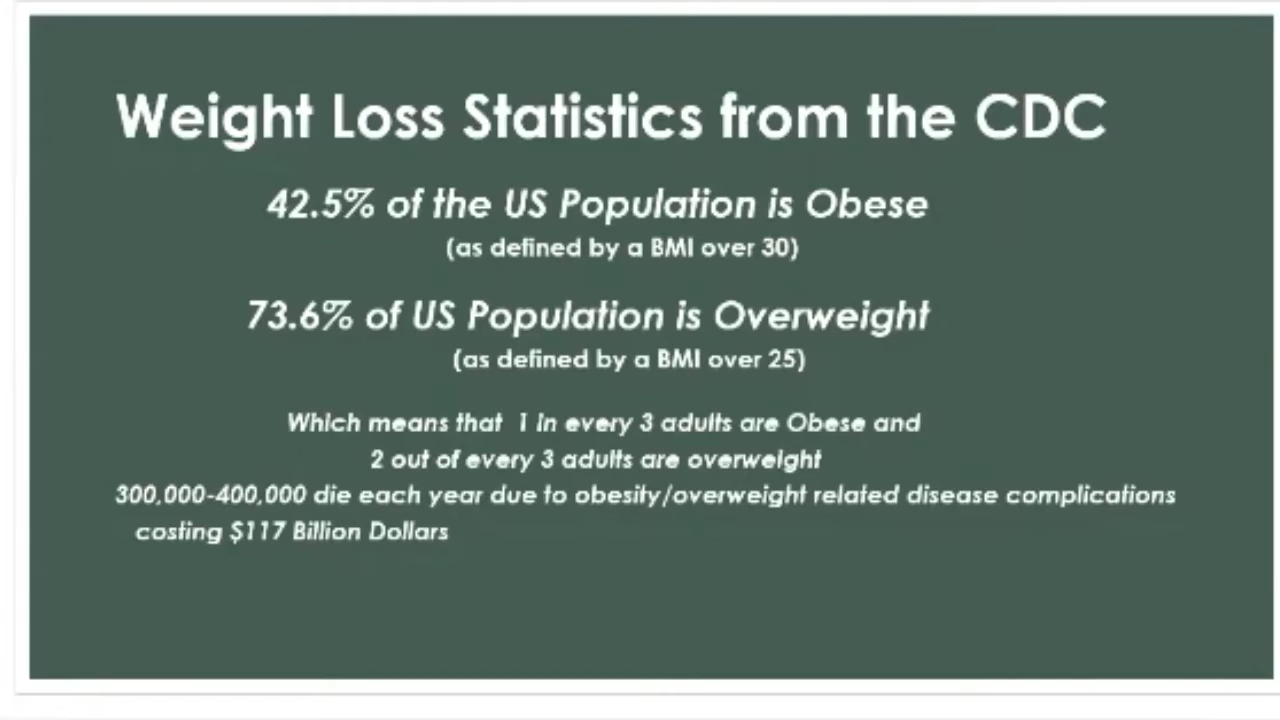 Weight Loss Statistics from the CDC
42.5% of the US Population is Obese
(as defined by a BMI over 30)
73.6% of US Population is Overweight
(as defined by a BMI over 25)
Which means that 1 in every 3 adults are Obese and
2 out of every 3 adults are overweight
300,000-400,000 die each year due to obesity/overweight related disease complications
costing $117 Billion Dollars